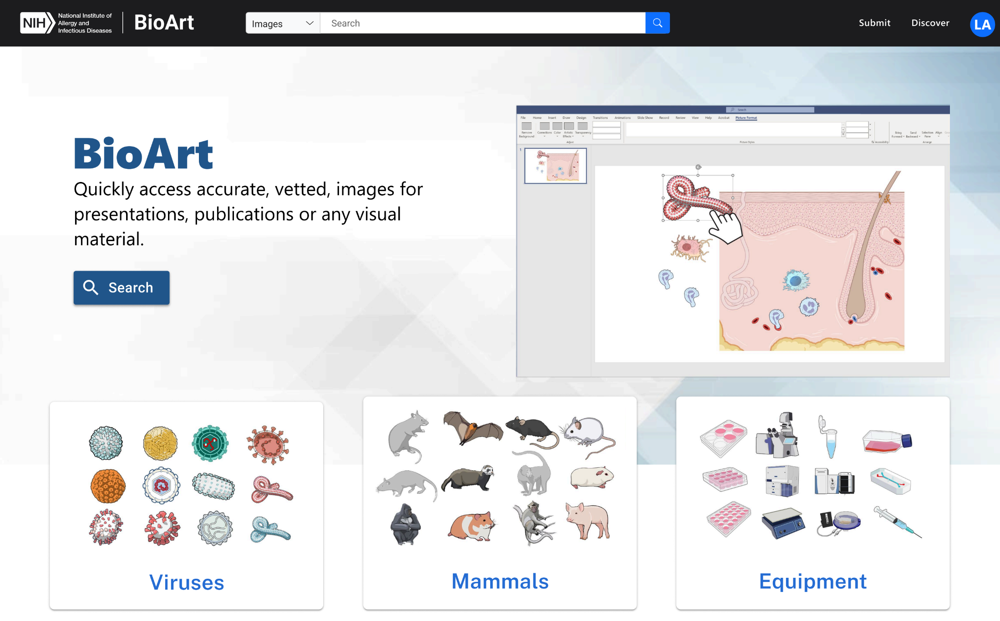 NIH
National Institute of
Allergy and
Infectious Diseases
BioArt
Images
Search
Submit
Discover
LA
BioArt
Quickly access accurate, vetted, images for
presentations, publications or any visual
material.
Search
Search
File Home Insert Draw Design Transitions Animations Slide Show Record Review View Help Acrobat Picture Format
Remove
Background
Corrections
Color
Artistic
Effects
Transparency
Adjust
Picture Styles
Accessibility
Bring
Forward
Send
Backward
Selection
Pane
Align
Arrange
1
Viruses
Mammals
Equipment